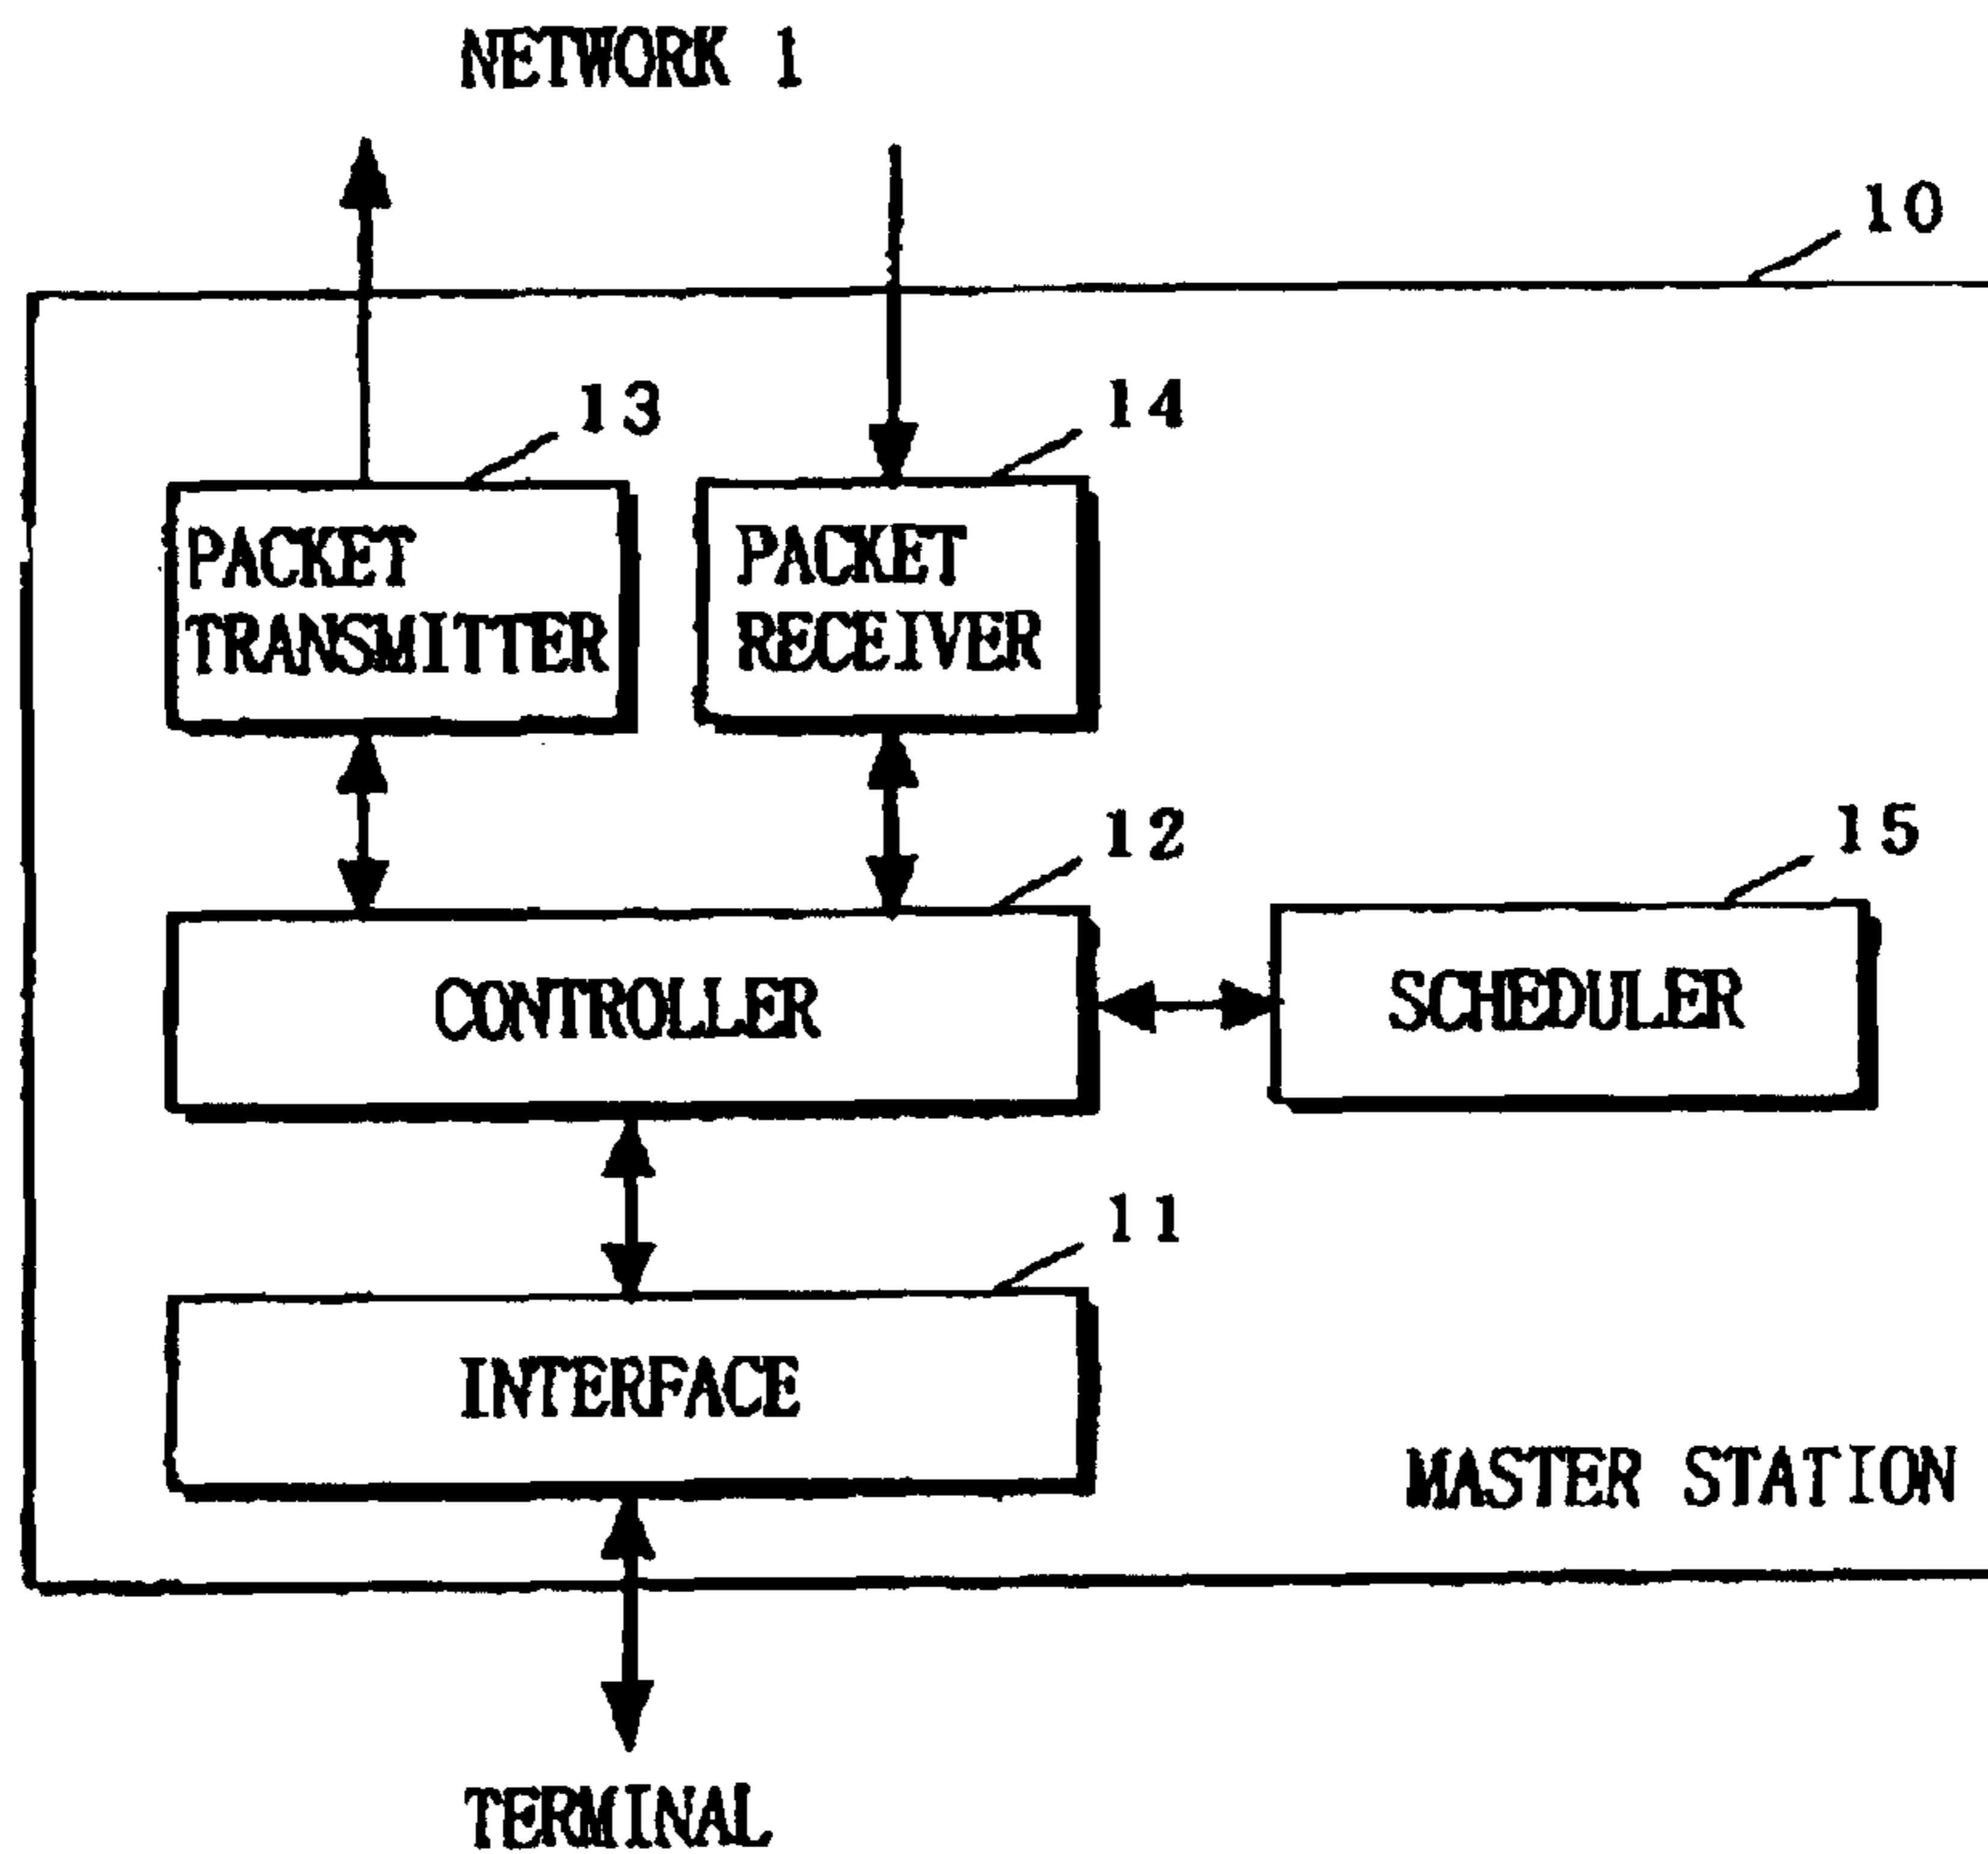 NETWORK 1
10
13
14
PACKET
TRANSMITTER
PACKET
RECEIVER
12
15
CONTROLLER
SCHEDULER
11
INTERFACE
MASTER STATION
TERMINAL